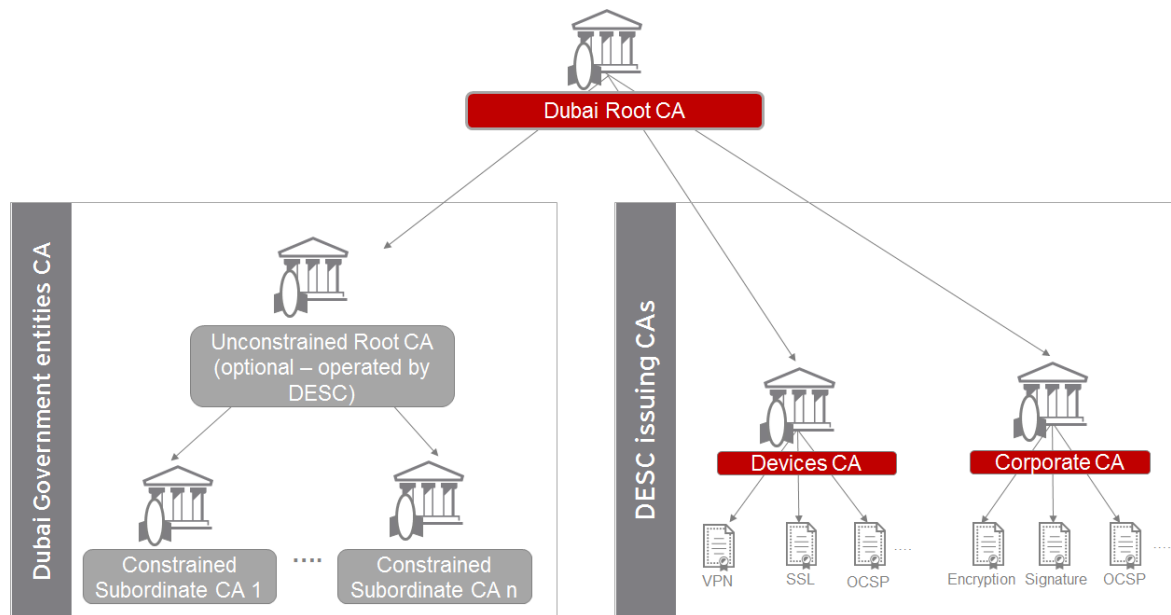 Dubai Root CA
Dubai Government entities CA
Unconstrained Root CA
(optional – operated by
DESC)
Constrained
Subordinate CA 1
....
Constrained
Subordinate CA n
DESC issuing CAs
Devices CA
VPN
SSL
OCSP
.....
Corporate CA
Encryption
Signature
OCSP
.....